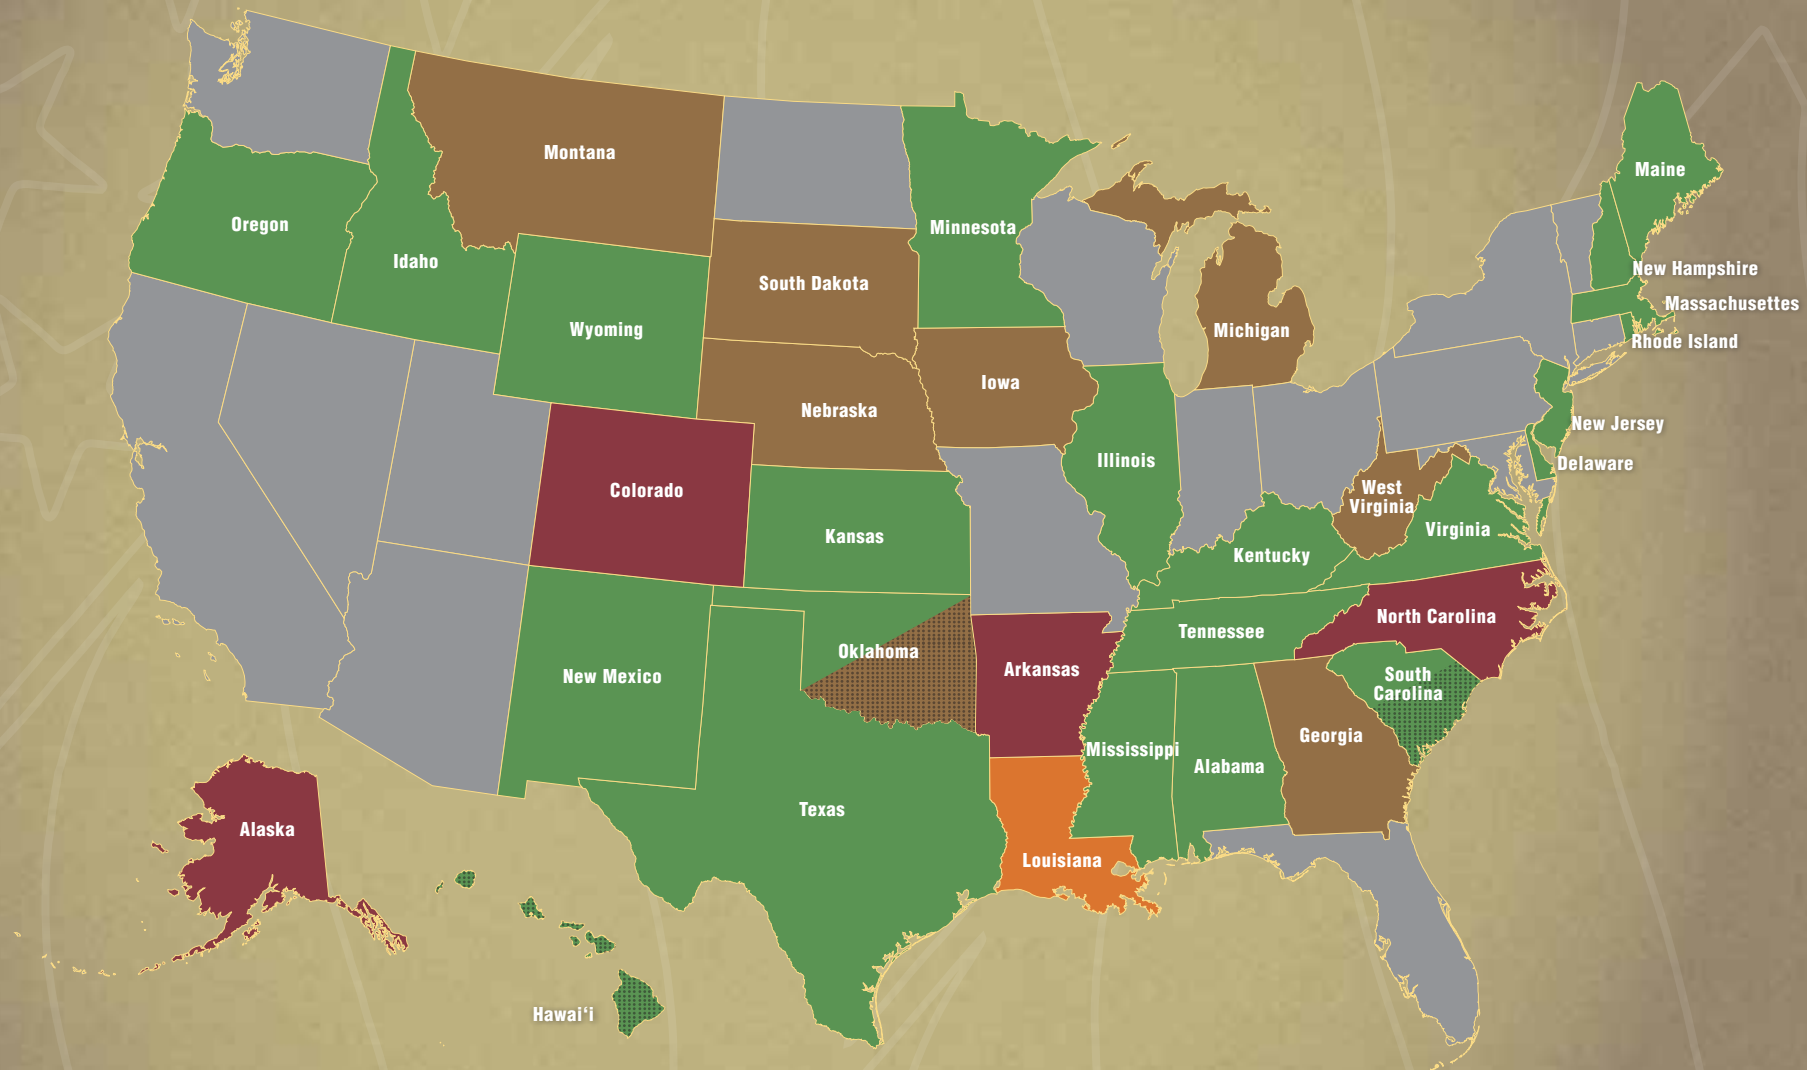 Montana
Maine
Oregon
Minnesota
Idaho
New Hampshire
South Dakota
Massachusettes
Wyoming
Michigan
Rhode Island
Iowa
Nebraska
New Jersey
Illinois
Delaware
Colorado
West
Virginia
Virginia
Kansas
Kentucky
North Carolina
Tennessee
Oklahoma
Arkansas
New Mexico
South
Carolina
Georgia
Mississippi
Alabama
Texas
Alaska
Louisiana
Hawai‘i